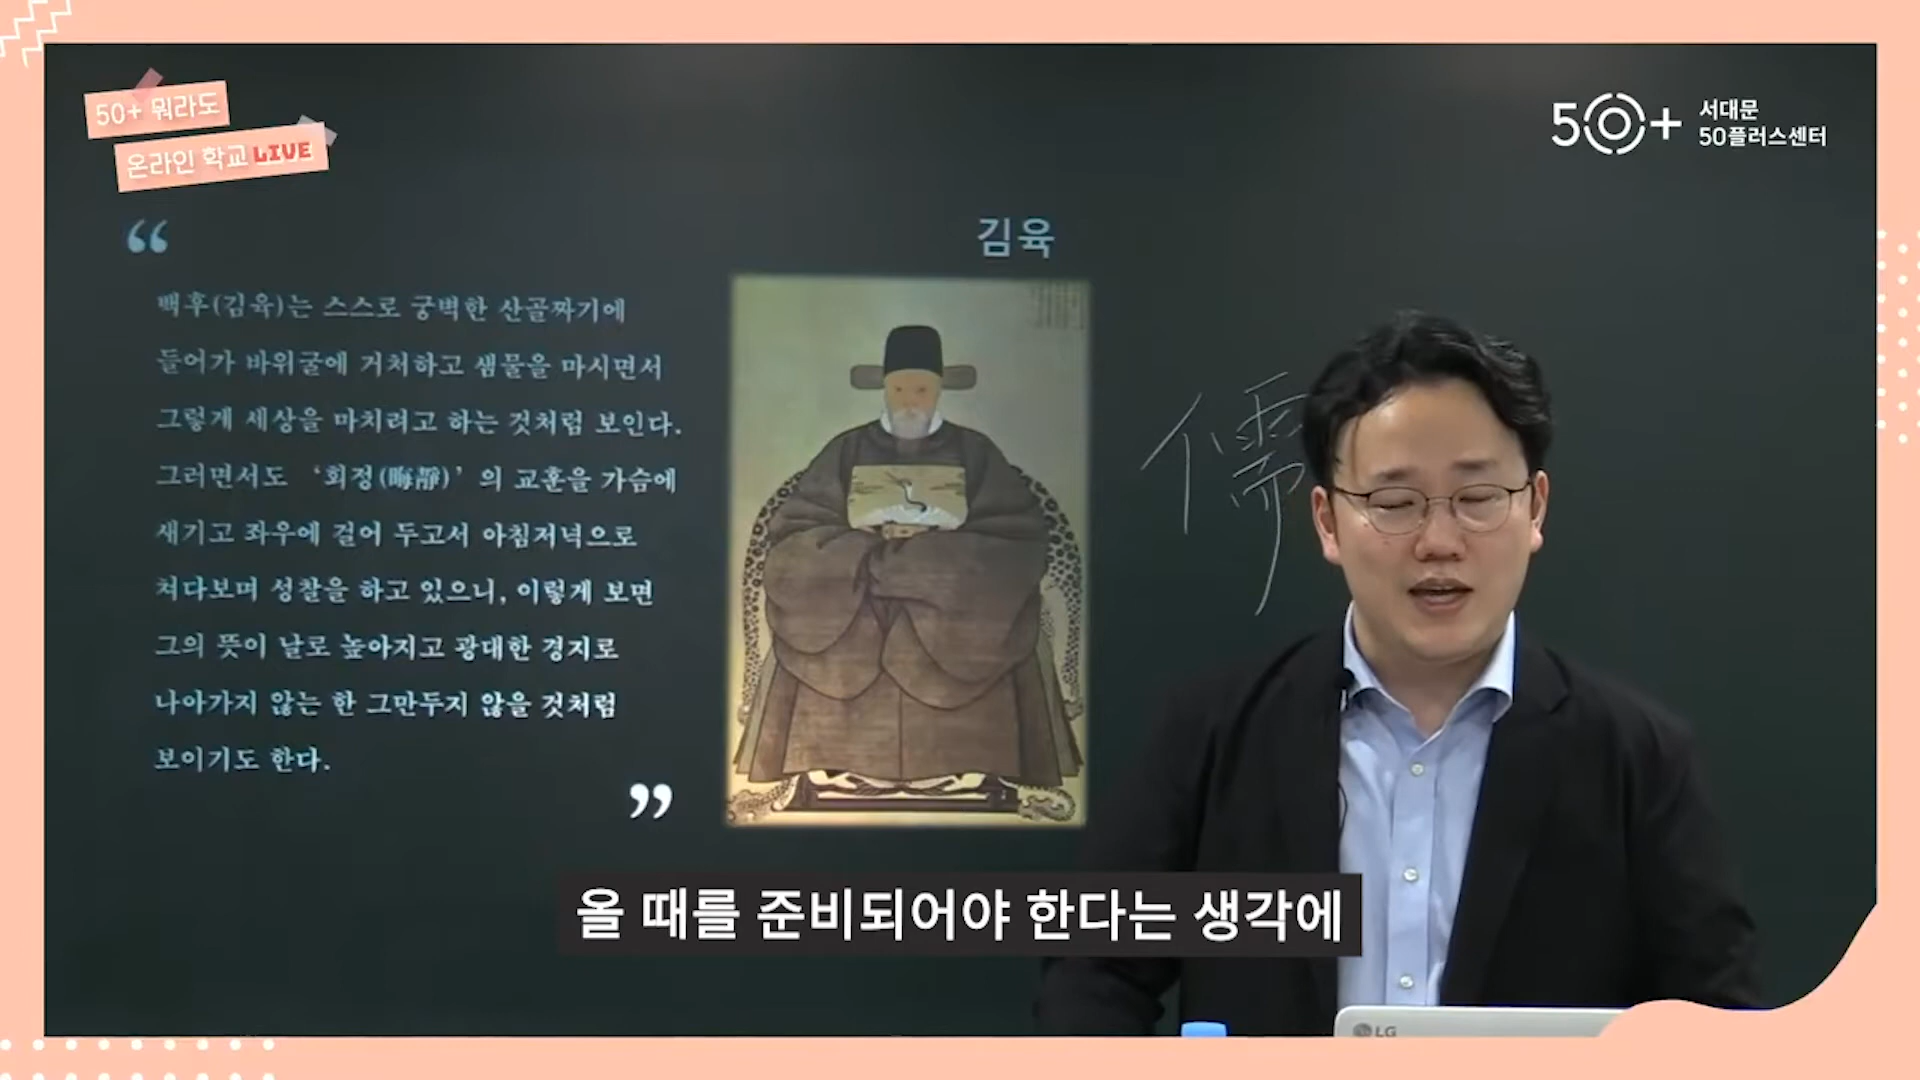 50+ 뭐라도
온라인 학교 LIVE
50+
서대문
50플러스센터
김육
“
백후(김육)는 스스로 궁벽한 산골짜기에
들어가 바위굴에 거처하고 샘물을 마시면서
그렇게 세상을 마치려고 하는 것처럼 보인다.
그러면서도 ‘회정(晦靜)’의 교훈을 가슴에
새기고 좌우에 걸어 두고서 아침저녁으로
쳐다보며 성찰을 하고 있으니, 이렇게 보면
그의 뜻이 날로 높아지고 광대한 경지로
나아가지 않는 한 그만두지 않을 것처럼
보이기도 한다.
”
儒
올 때를 준비되어야 한다는 생각에
LG